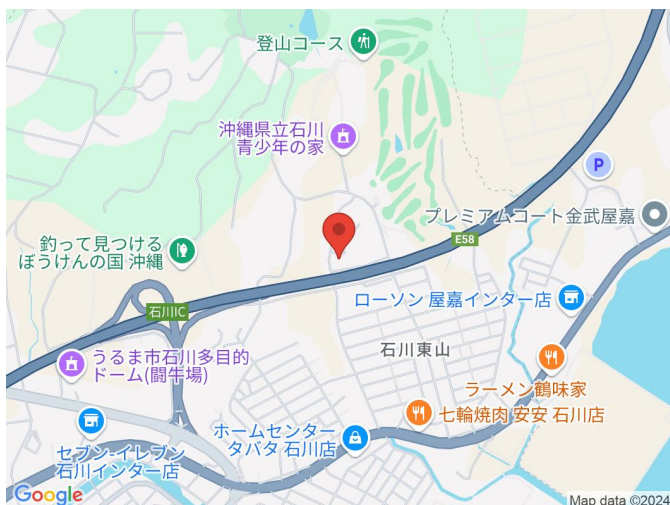 登山コース
沖縄県立石川
青少年の家
P
プレミアムコート金武屋嘉
釣って見つける
ぼうけんの国 沖縄
E58
石川IC
ローソン 屋嘉インター店
石川東山
うるま市石川多目的
ドーム(闘牛場)
ラーメン鶴味家
七輪焼肉 安安 石川店
セブン-イレブン
石川インター店
ホームセンター
タバタ 石川店
Google
Map data ©2024